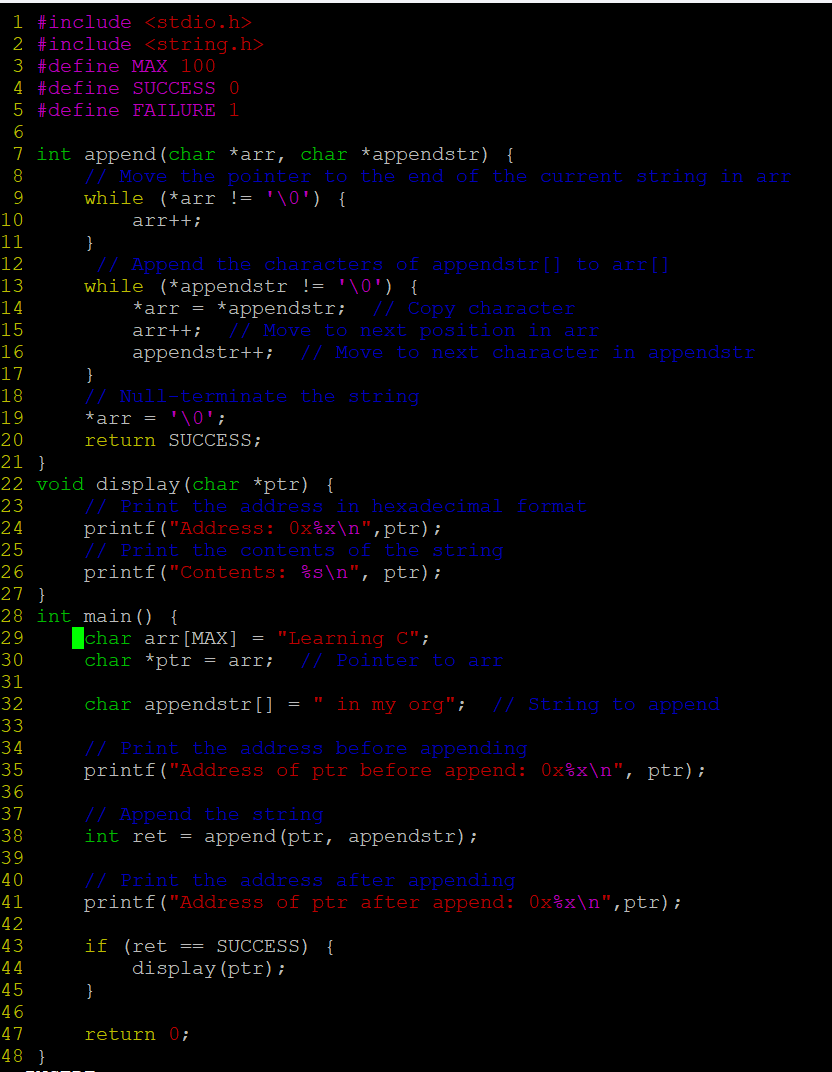 1 #include <stdio.h>
2 #include <string.h>
3 #define MAX 100
4 #define SUCCESS 0
5 #define FAILURE 1
6
7 int append(char *arr, char *appendstr) {
8     // Move the pointer to the end of the current string in arr
9     while (*arr != '\0') {
10         arr++;
11     }
12      // Append the characters of appendstr[] to arr[]
13     while (*appendstr != '\0') {
14         *arr = *appendstr;  // Copy character
15         arr++;  // Move to next position in arr
16         appendstr++;  // Move to next character in appendstr
17     }
18     // Null-terminate the string
19     *arr = '\0';
20     return SUCCESS;
21 }
22 void display(char *ptr) {
23     // Print the address in hexadecimal format
24     printf("Address: 0x%x\n",ptr);
25     // Print the contents of the string
26     printf("Contents: %s\n", ptr);
27 }
28 int main() {
29     char arr[MAX] = "Learning C";
30     char *ptr = arr;  // Pointer to arr
31
32     char appendstr[] = " in my org";  // String to append
33
34     // Print the address before appending
35     printf("Address of ptr before append: 0x%x\n", ptr);
36
37     // Append the string
38     int ret = append(ptr, appendstr);
39
40     // Print the address after appending
41     printf("Address of ptr after append: 0x%x\n",ptr);
42
43     if (ret == SUCCESS) {
44         display(ptr);
45     }
46
47     return 0;
48 }